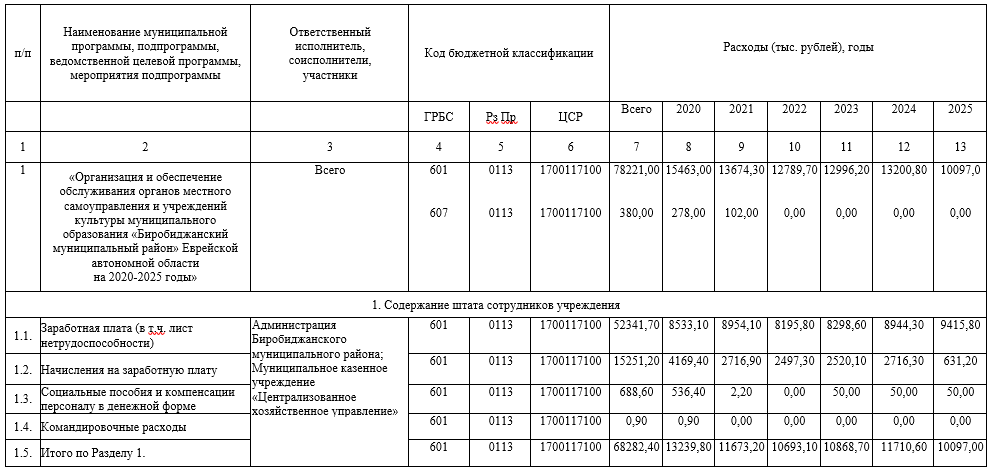 п/п Наименование муниципальной программы, подпрограммы, ведомственной целевой программы, мероприятия подпрограммы Ответственный исполнитель, соисполнители, участники Код бюджетной классификации Расходы (тыс. рублей), годы
ГРБС Рз Пр ЦСР Всего 2020 2021 2022 2023 2024 2025
1 2 3 4 5 6 7 8 9 10 11 12 13
1 «Организация и обеспечение обслуживания органов местного самоуправления и учреждений культуры муниципального образования «Биробиджанский муниципальный район» Еврейской автономной области на 2020-2025 годы» Всего 601 0113 1700117100 78221,00 15463,00 13674,30 12789,70 12996,20 13200,80 10097,0
607 0113 1700117100 380,00 278,00 102,00 0,00 0,00 0,00 0,00
1. Содержание штата сотрудников учреждения
1.1. Заработная плата (в т.ч. лист нетрудоспособности) Администрация Биробиджанского муниципального района; Муниципальное казенное учреждение «Централизованное хозяйственное управление» 601 0113 1700117100 52341,70 8533,10 8954,10 8195,80 8298,60 8944,30 9415,80
1.2. Начисления на заработную плату 601 0113 1700117100 15251,20 4169,40 2716,90 2497,30 2520,10 2716,30 631,20
1.3. Социальные пособия и компенсации персоналу в денежной форме 601 0113 1700117100 688,60 536,40 2,20 0,00 50,00 50,00 50,00
1.4. Командировочные расходы 601 0113 1700117100 0,90 0,90 0,00 0,00 0,00 0,00 0,00
1.5. Итого по Разделу 1. 601 0113 1700117100 68282,40 13239,80 11673,20 10693,10 10868,70 11710,60 10097,00